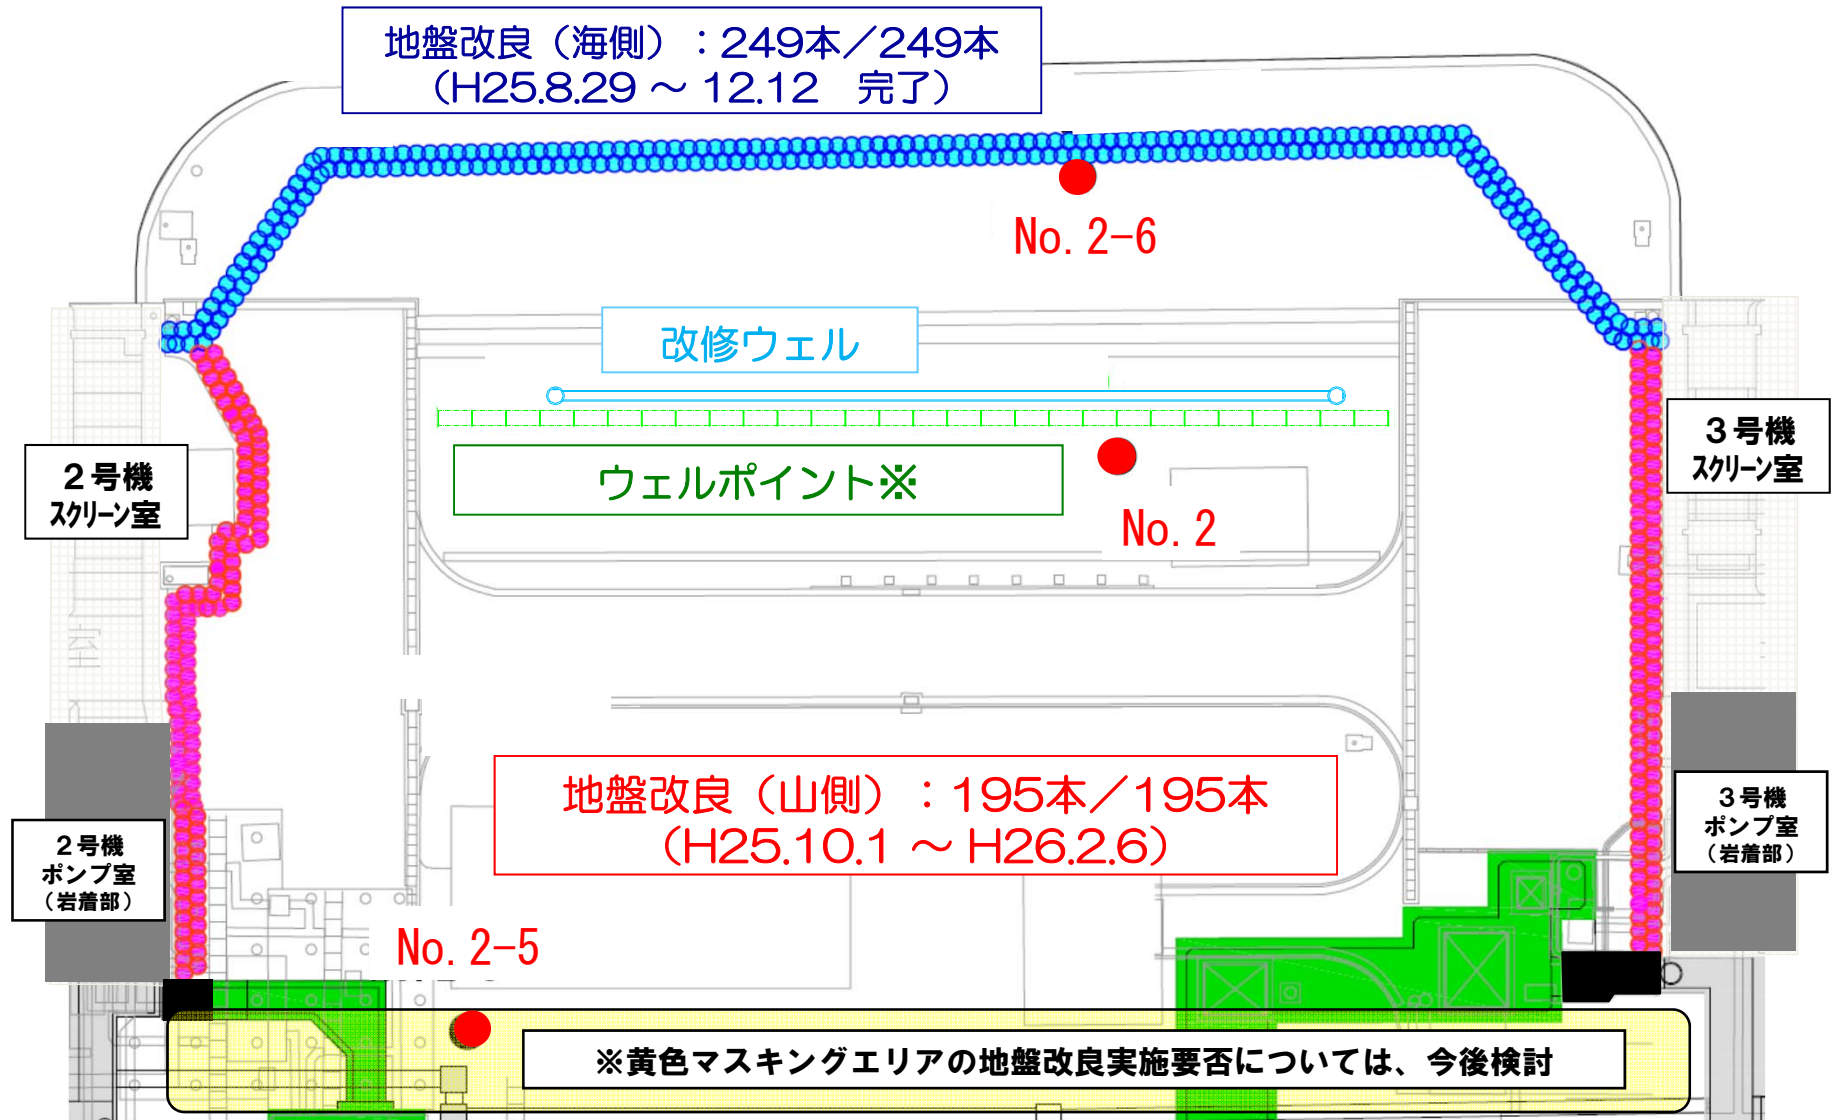 地盤改良（海側）：249本／249本
（H25.8.29 ～ 12.12　完了）
No. 2-6
改修ウェル
２号機
ｽｸﾘｰﾝ室
ウェルポイント※
No. 2
３号機
ｽｸﾘｰﾝ室
地盤改良（山側）：195本／195本
（H25.10.1 ～ H26.2.6）
２号機
ポンプ室
（岩着部）
３号機
ポンプ室
（岩着部）
No. 2-5
※黄色マスキングエリアの地盤改良実施要否については、今後検討